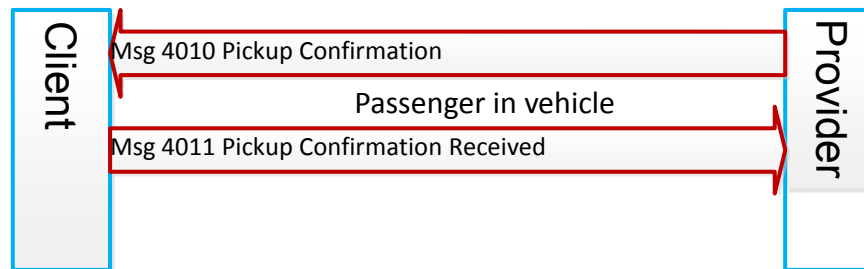 Client
Msg 4010 Pickup Confirmation
Passenger in vehicle
Msg 4011 Pickup Confirmation Received
Provider